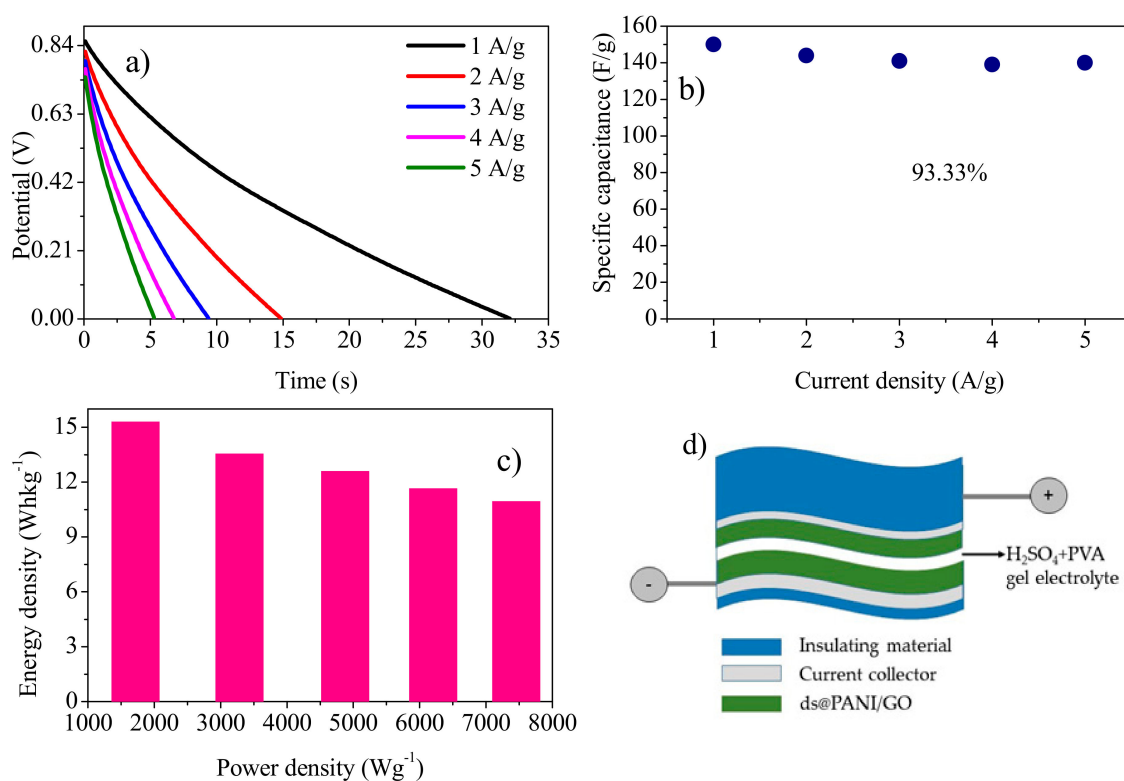 a)
1 A/g
2 A/g
3 A/g
4 A/g
5 A/g
0.84
0.63
0.42
0.21
0.00
Potential (V)
0 5 10 15 20 25 30 35
Time (s)
b)
160
140
120
100
80
60
40
20
0
Specific capacitance (F/g)
93.33%
1 2 3 4 5
Current density (A/g)
c)
15
12
9
6
3
0
Energy density (Whkg⁻¹)
1000 2000 3000 4000 5000 6000 7000 8000
Power density (Wg⁻¹)
d)
+
H₂SO₄+PVA
gel electrolyte
-
Insulating material
Current collector
ds@PANI/GO